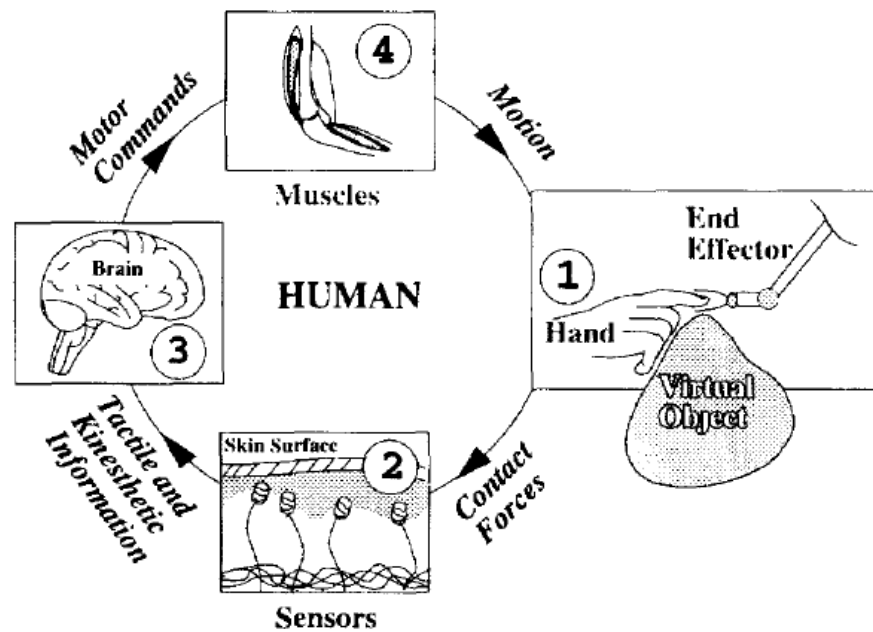 4
Motor
Commands
Motion
Muscles
End
Effector
Brain
HUMAN
1
Hand
3
Virtual
Object
Tactile and
Kinesthetic
Information
Skin Surface
2
Contact
Forces
Sensors